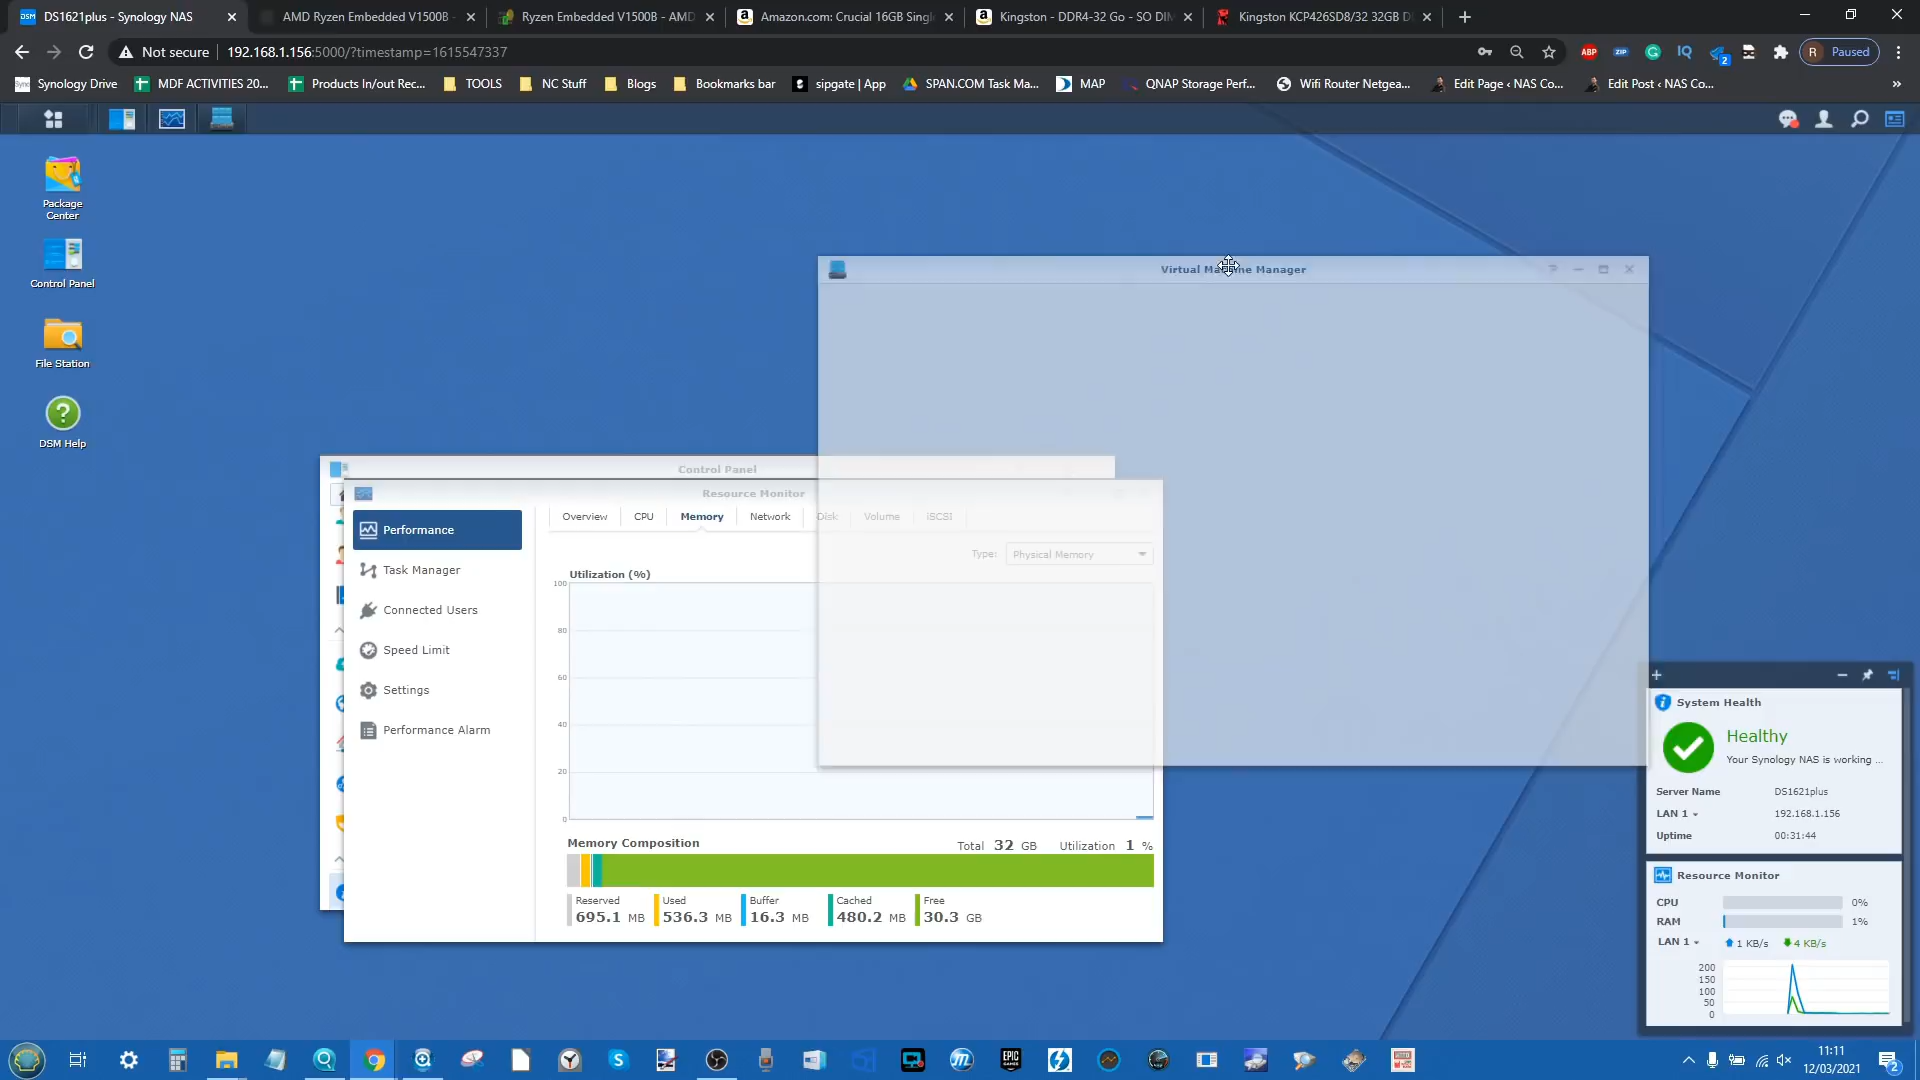 DS1621plus - Synology NAS
AMD Ryzen Embedded V1500B -
Ryzen Embedded V1500B - AMD
Amazon.com: Crucial 16GB Singl
Kingston - DDR4-32 Go - SO DIM
Kingston KCP426SD8/32 32GB D
Not secure
192.168.1.156:5000/?timestamp=1615547337
ABP
ZIP
IQ
2
R Paused
Synology Drive
MDF ACTIVITIES 20...
Products In/out Rec...
TOOLS
NC Stuff
Blogs
Bookmarks bar
sipgate | App
SPAN.COM Task Ma...
MAP
QNAP Storage Perf...
Wifi Router Netgea...
Edit Page ‹ NAS Co...
Edit Post ‹ NAS Co...
»
Package
Center
Control Panel
File Station
DSM Help
Virtual Machine Manager
Control Panel
Resource Monitor
Performance
Task Manager
Connected Users
Speed Limit
Settings
Performance Alarm
Overview
CPU
Memory
Network
Disk
Volume
iSCSI
Type:
Physical Memory
Utilization (%)
100
80
60
40
20
0
Memory Composition
Total 32 GB
Utilization 1 %
Reserved
695.1 MB
Used
536.3 MB
Buffer
16.3 MB
Cached
480.2 MB
Free
30.3 GB
System Health
Healthy
Your Synology NAS is working ...
Server Name DS1621plus
LAN 1 192.168.1.156
Uptime 00:31:44
Resource Monitor
CPU 0%
RAM 1%
LAN 1 1 KB/s 4 KB/s
200
150
100
50
0
EPIC
GAMES
11:11
12/03/2021
2